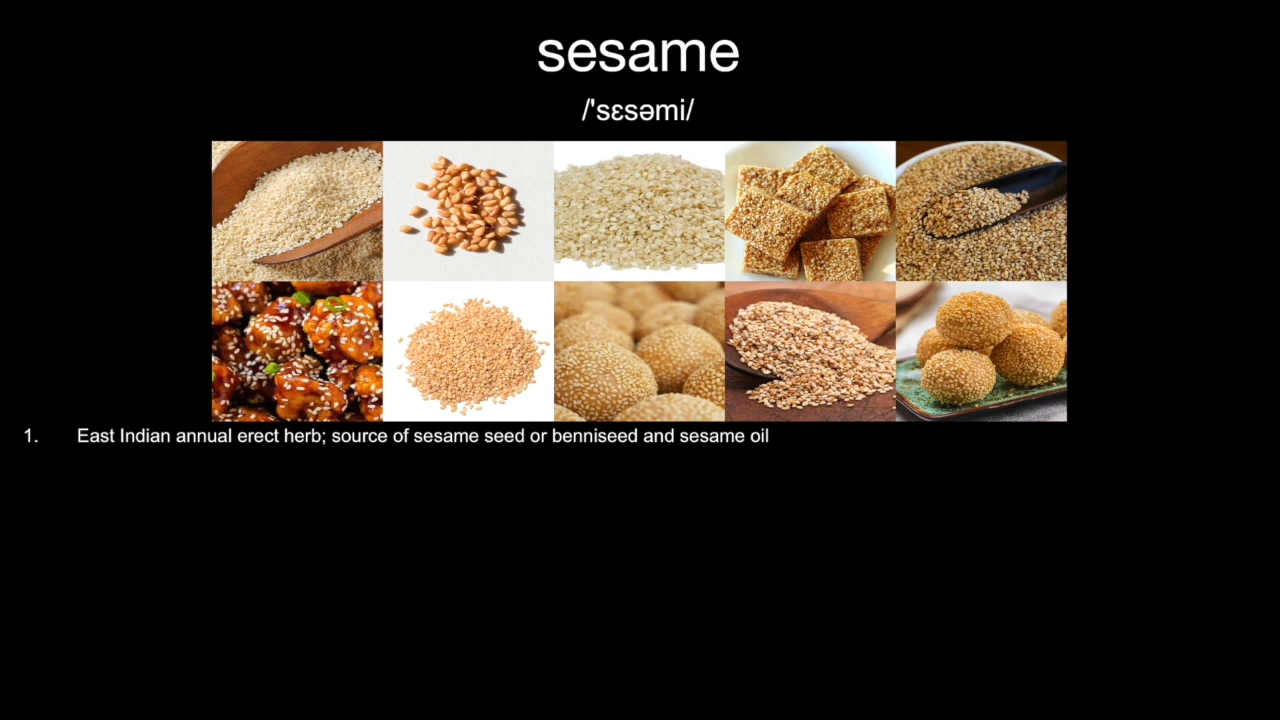 sesame
/'sɛsəmi/
1. East Indian annual erect herb; source of sesame seed or benniseed and sesame oil